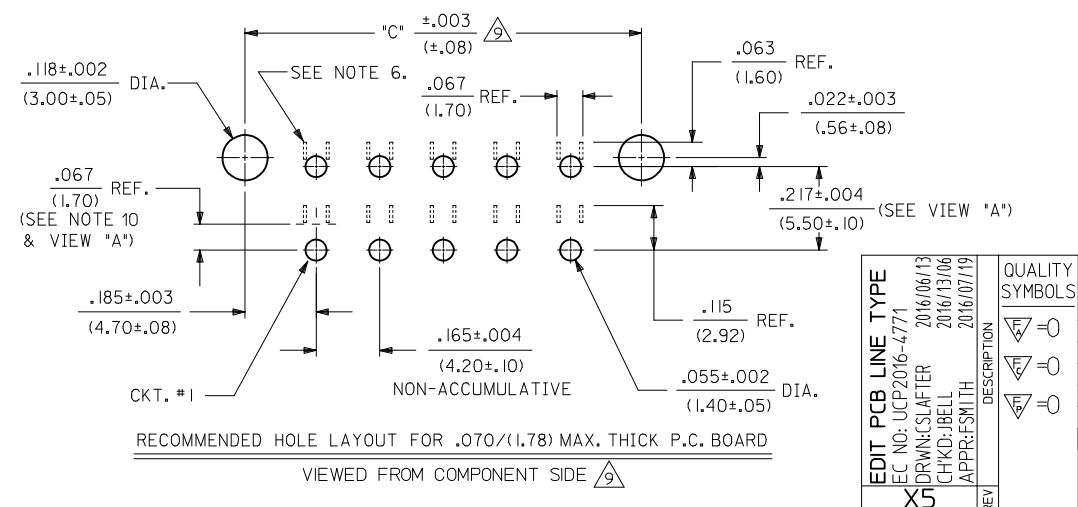 "C" ±.003
(±.08) 9
.118±.002 DIA.
(3.00±.05)
SEE NOTE 6.
.067 REF.
(1.70)
.063 REF.
(1.60)
.022±.003
(.56±.08)
.067 REF.
(1.70)
(SEE NOTE 10
& VIEW "A")
.217±.004 (SEE VIEW "A")
(5.50±.10)
.185±.003
(4.70±.08)
.165±.004
(4.20±.10)
NON-ACCUMULATIVE
.115 REF.
(2.92)
CKT. #1
.055±.002 DIA.
(1.40±.05)
RECOMMENDED HOLE LAYOUT FOR .070/(1.78) MAX. THICK P.C. BOARD
VIEWED FROM COMPONENT SIDE 9
EDIT PCB LINE TYPE
EC NO: UCP2016-4771
DRWN:CSLAFTER 2016/06/13
CH'KD:JBELL 2016/13/06
APPR:FSMITH 2016/07/19
DESCRIPTION
X5
REV
QUALITY
SYMBOLS
FA =0
FC =0
FP =0